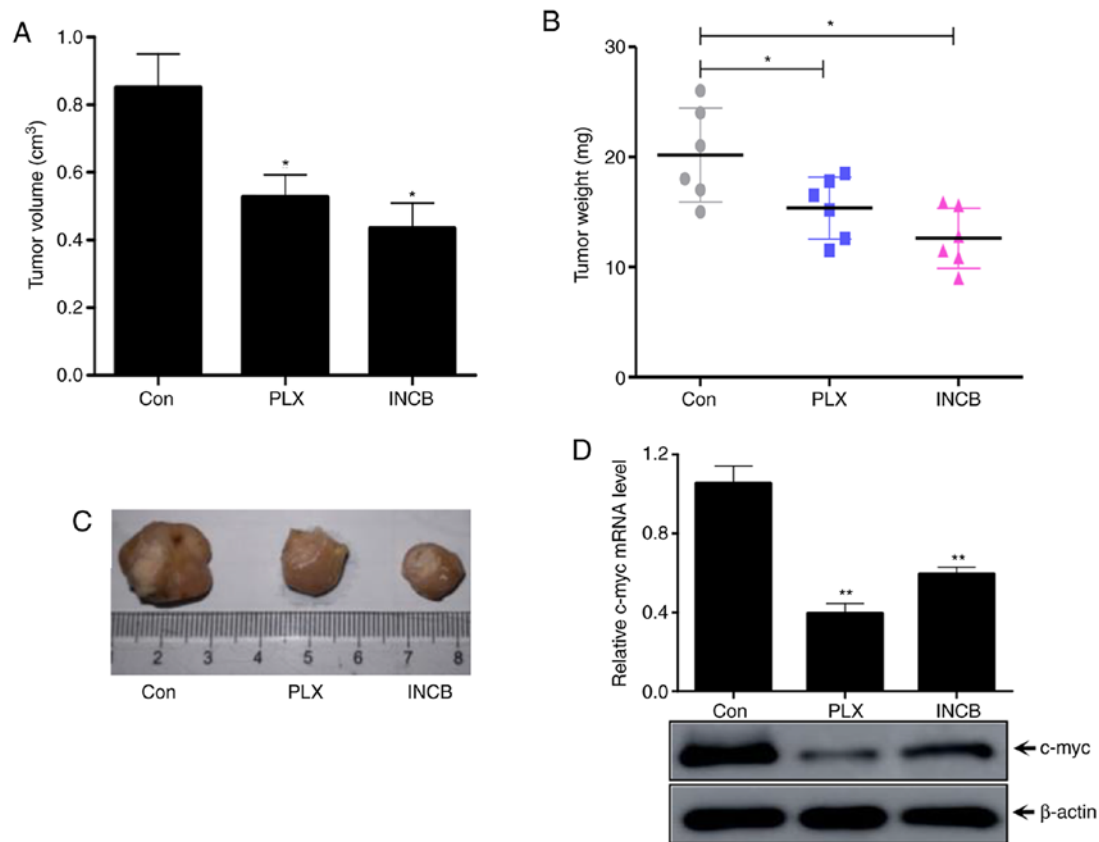 A
Tumor volume (cm³)
1.0
0.8
0.6
0.4
0.2
0.0
*
*
Con PLX INCB
B
Tumor weight (mg)
30
20
10
0
*
*
Con PLX INCB
C
2 3 4 5 6 7 8
Con PLX INCB
D
Relative c-myc mRNA level
1.2
0.8
0.4
0.0
**
**
Con PLX INCB
c-myc
β-actin